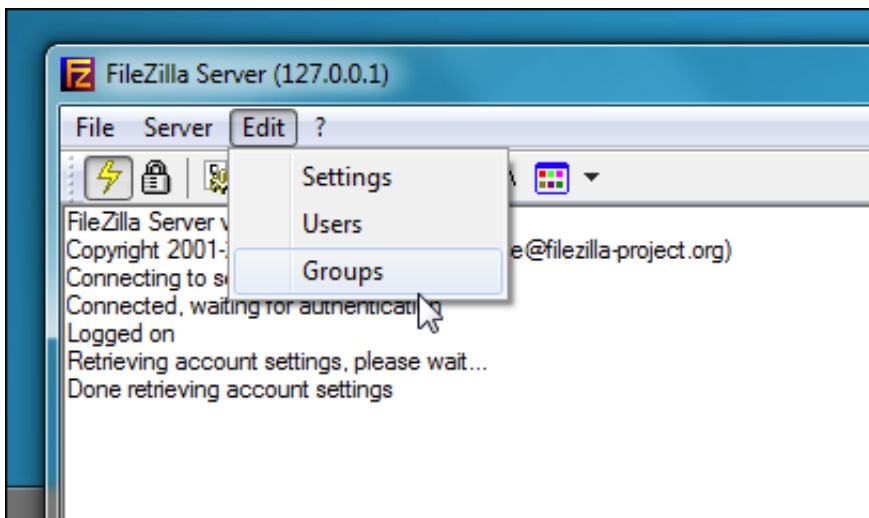 FileZilla Server (127.0.0.1)
File Server Edit ?
Settings
Users
Groups
FileZilla Server
Copyright 2001- e@filezilla-project.org)
Connecting to
Connected, waiting for authentication
Logged on
Retrieving account settings, please wait...
Done retrieving account settings